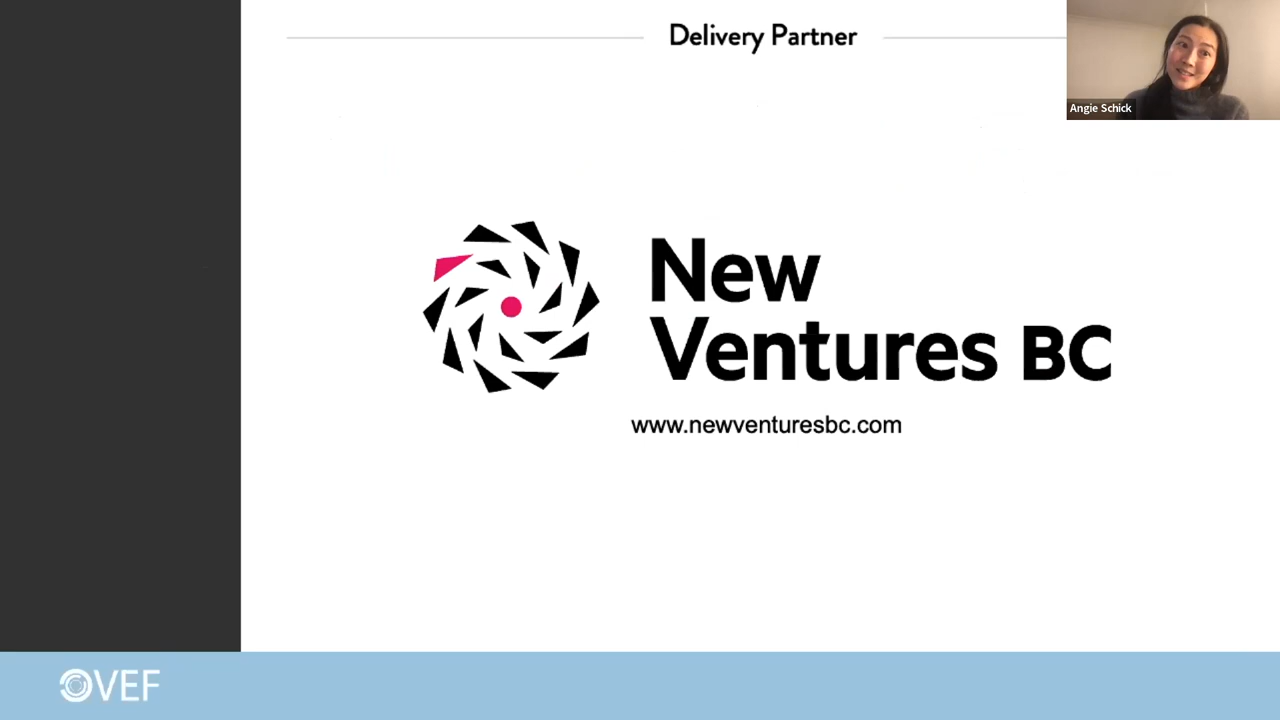 Delivery Partner
Angie Schick
New
Ventures BC
www.newventuresbc.com
VEF